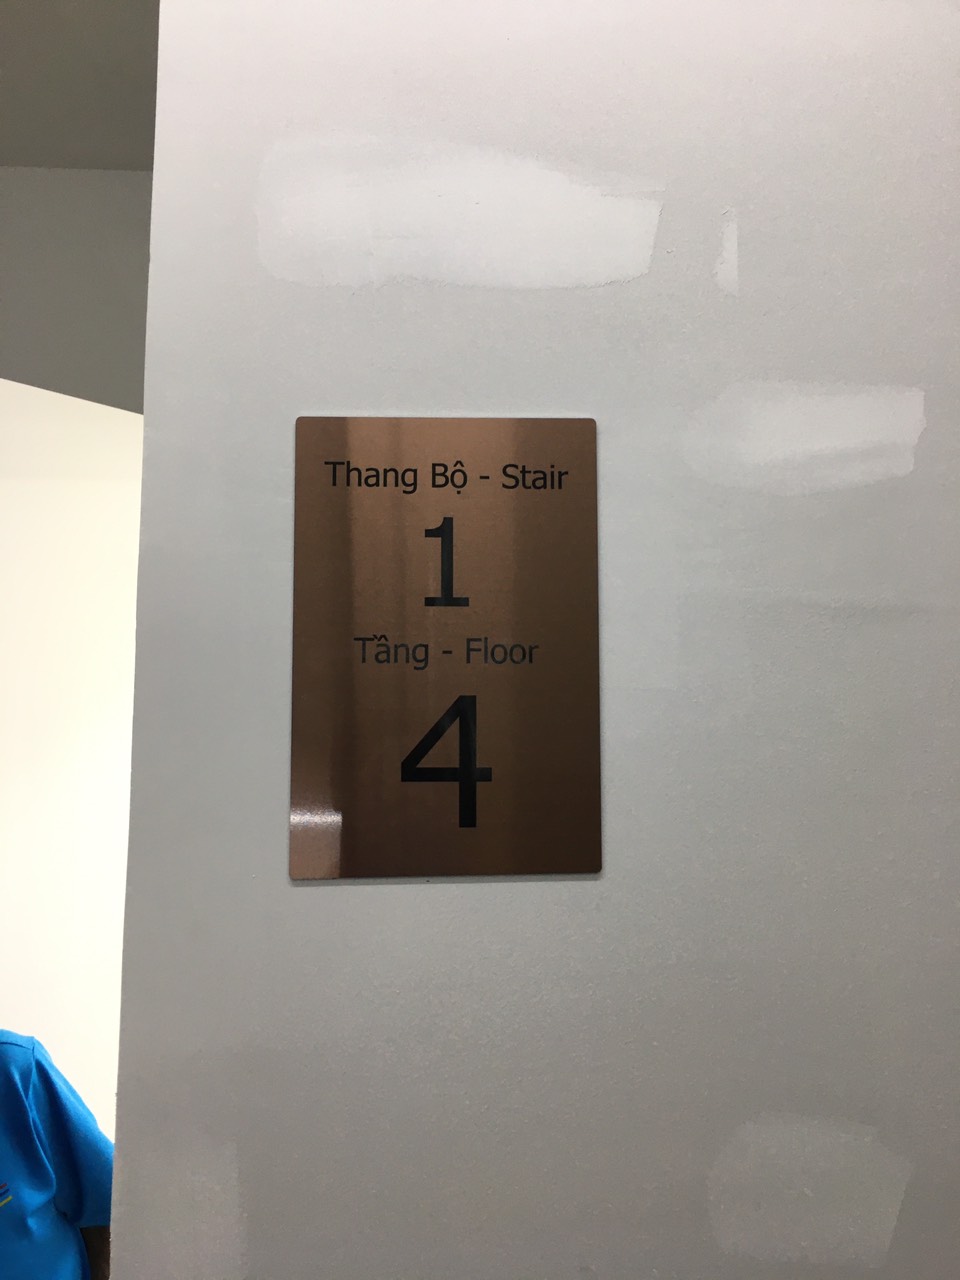 Thang Bộ - Stair
1
Tầng - Floor
4